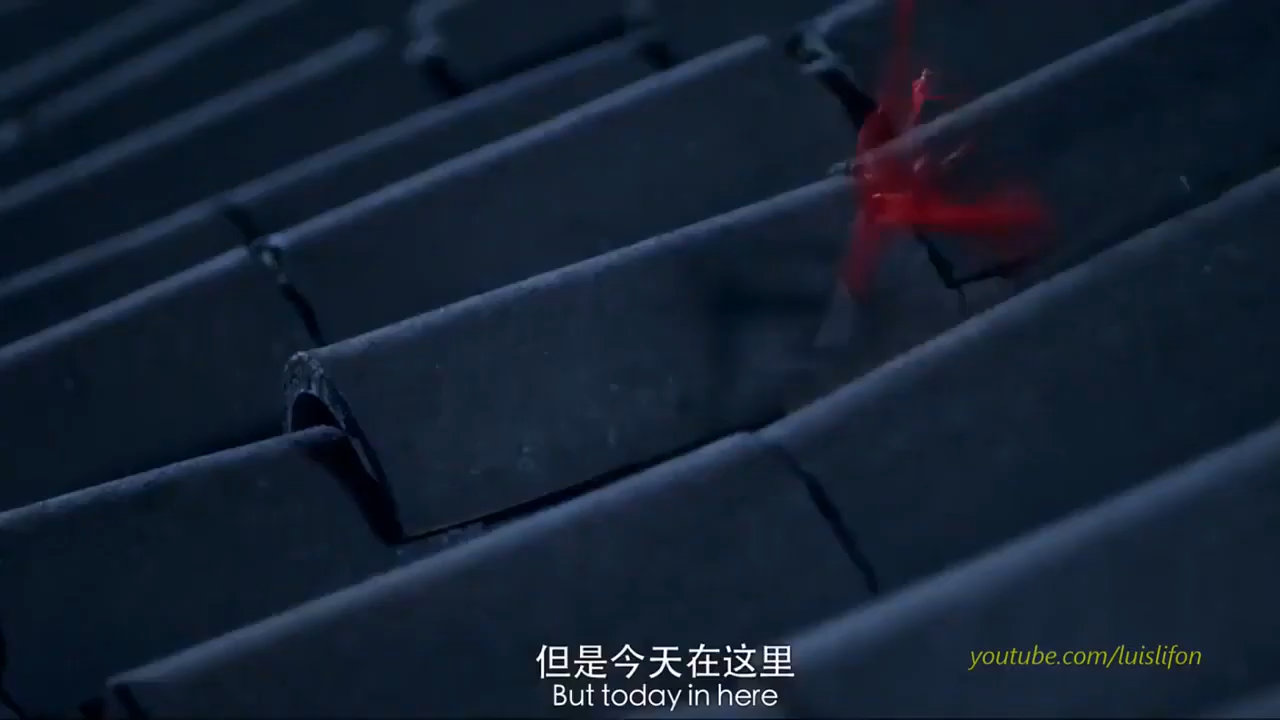 但是今天在这里
But today in here
youtube.com/luislifon